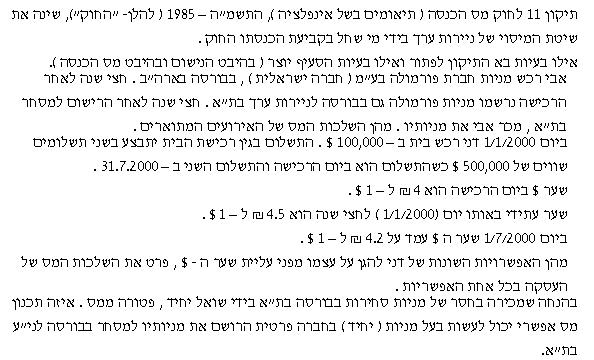 תיקון 11 לחוק מס הכנסה ( תיאומים בשל אינפלציה ), התשמ"ה – 1985 ( להלן- "החוק"), שינה את
שיטת המיסוי של ניירות ערך בידי מי שחל בקביעת הכנסתו החוק .
אילו בעיות בא התיקון לפתור ואילו בעיות הסעיף יוצר ( בהיבט הנישום ובהיבט מס הכנסה ).
אבי רכש מניות חברת פורמולה בע"מ ( חברה ישראלית ) , בבורסה בארה"ב . חצי שנה לאחר
הרכישה נרשמו מניות פורמולה גם בבורסה לניירות ערך בת"א . חצי שנה לאחר הרישום למסחר
בת"א , מכר אבי את מניותיו . מהן השלכות המס של האירועים המתוארים.
ביום 1/1/2000 דני רכש בית ב – 100,000 $ . התשלום בגין רכישת הבית יתבצע בשני תשלומים
שווים של 500,000 $ כשהתשלום הוא ביום הרכישה והתשלום השני ב – 31.7.2000 .
שער $ ביום הרכישה הוא 4 ₪ ל – 1 $ .
שער עתידי באותו יום (1/1/2000 ) לחצי שנה הוא 4.5 ₪ ל – 1 $ .
ביום 1/7/2000 שער ה $ עמד על 4.2 ₪ ל – 1 $ .
מהן האפשרויות השונות של דני להגן על עצמו מפני עליית שער ה - $ , פרט את השלכות המס של
העסקה בכל אחת האפשריות .
בהנחה שמכירה בחסר של מניות סחירות בבורסה בת"א בידי שואל יחיד , פטורה ממס . איזה תכנון
מס אפשרי יכול לעשות בעל מניות ( יחיד ) בחברה פרטית הרושם את מניותיו למסחר בבורסה לני"ע
בת"א.